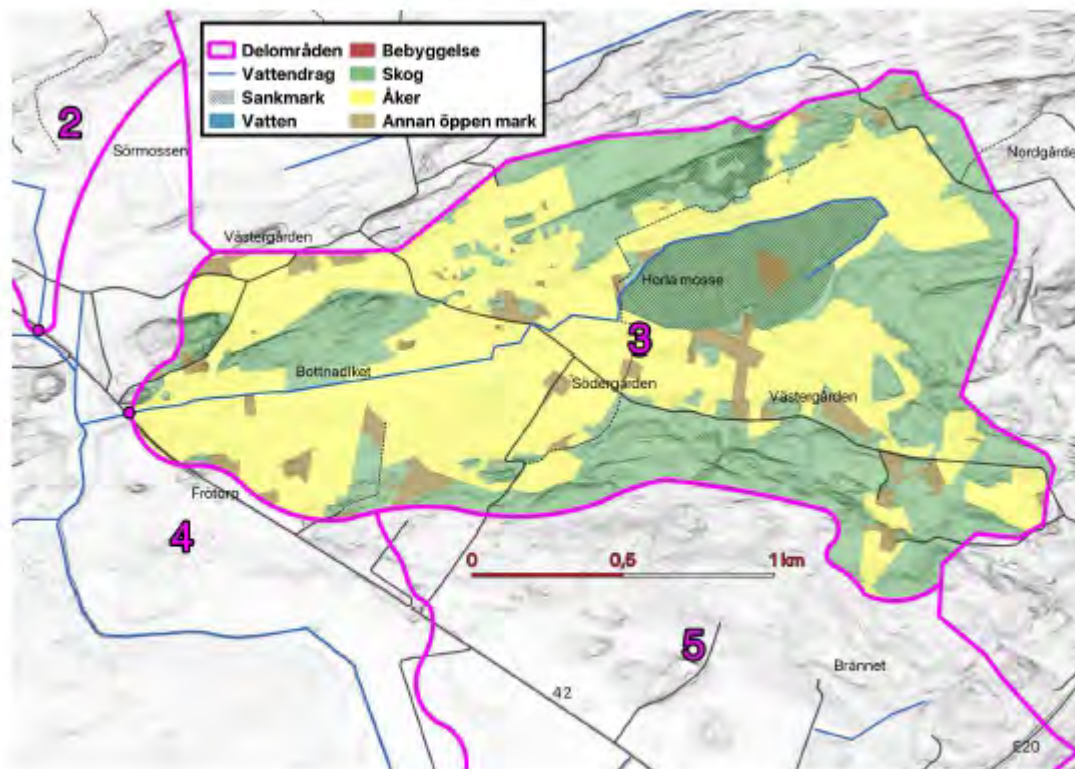 Delområden
Vattendrag
Sankmark
Vatten
Bebyggelse
Skog
Åker
Annan öppen mark
2
Sörmossen
Nordgårde
Västergården
Horla mosse
3
Bottnadiket
Södergården
Västergården
Frötorp
4
0 0,5 1 km
5
Brännet
42
E20